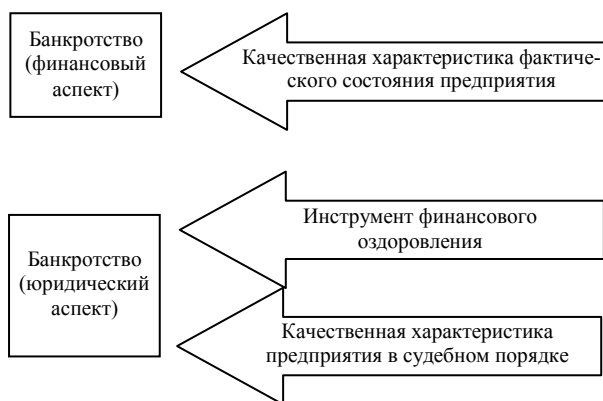 Банкротство
(финансовый
аспект)
Качественная характеристика фактиче-
ского состояния предприятия
Банкротство
(юридический
аспект)
Инструмент финансового
оздоровления
Качественная характеристика
предприятия в судебном порядке